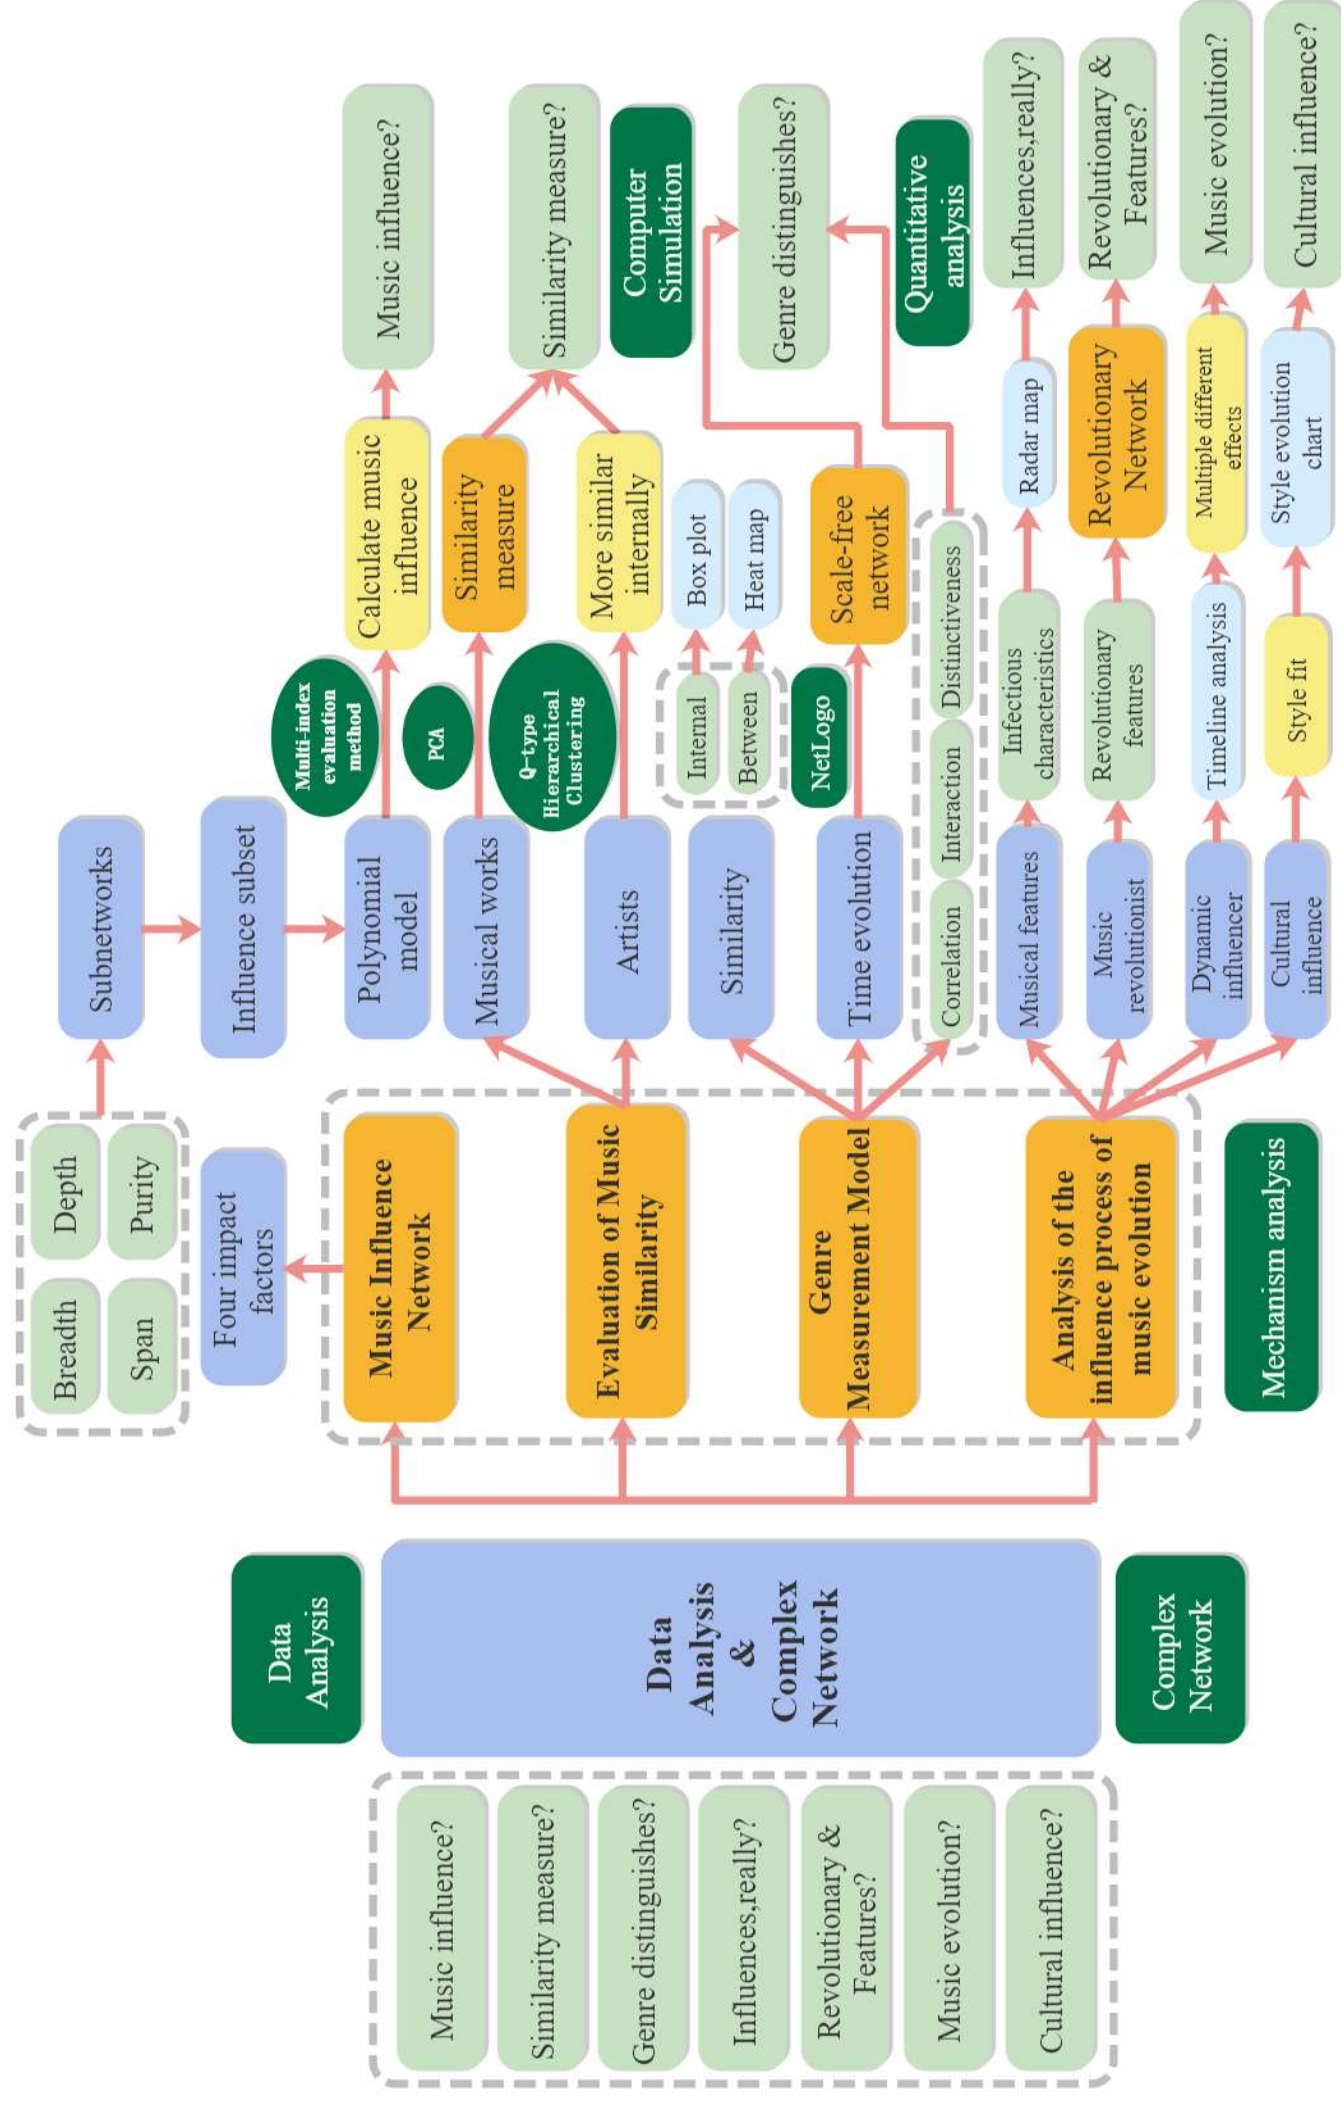 Music influence?
Similarity measure?
Genre distinguishes?
Influences,really?
Revolutionary &
Features?
Music evolution?
Cultural influence?
Data
Analysis
Data
Analysis
&
Complex
Network
Complex
Network
Breadth
Depth
Span
Purity
Four impact
factors
Music Influence
Network
Evaluation of Music
Similarity
Genre
Measurement Model
Analysis of the
influence process of
music evolution
Mechanism analysis
Subnetworks
Influence subset
Polynomial
model
Musical works
Artists
Similarity
Time evolution
Correlation
Interaction
Distinctiveness
Musical features
Music
revolutionist
Dynamic
influencer
Cultural
influence
Multi-index
evaluation
method
PCA
Q-type
Hierarchical
Clustering
Internal
Between
NetLogo
Infectious
characteristics
Revolutionary
features
Timeline analysis
Style fit
Calculate music
influence
Similarity
measure
More similar
internally
Box plot
Heat map
Scale-free
network
Radar map
Revolutionary
Network
Multiple different
effects
Style evolution
chart
Music influence?
Similarity measure?
Computer
Simulation
Genre distinguishes?
Quantitative
analysis
Influences,really?
Revolutionary &
Features?
Music evolution?
Cultural influence?